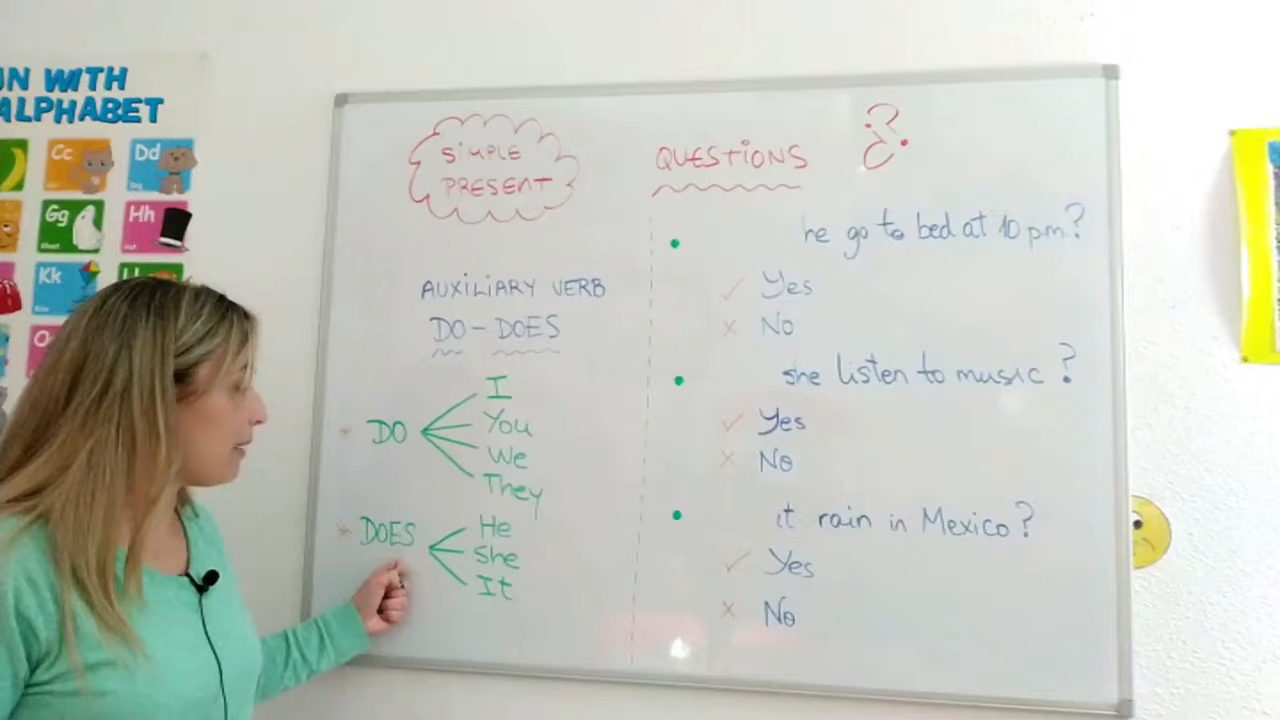 UN WITH
ALPHABET
Cc
Dd
Gg
Hh
Kk
SIMPLE
PRESENT
AUXILIARY VERB
DO - DOES
* DO
I
You
We
They
* DOES
He
She
It
QUESTIONS ¿?
• he go to bed at 10 pm?
✓ Yes
x No
• she listen to music ?
✓ Yes
x No
• it rain in Mexico?
✓ Yes
x No